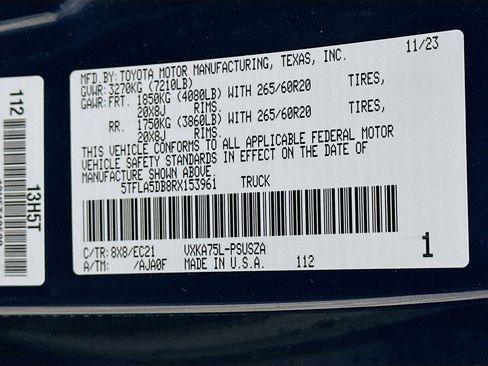 MFD.BY: TOYOTA MOTOR MANUFACTURING, TEXAS, INC. 11/23
GVWR: 3270KG (7210LB)
GAWR: FRT. 1850KG (4080LB) WITH 265/60R20 TIRES,
20X8J RIMS.
RR. 1750KG (3860LB) WITH 265/60R20 TIRES,
20X8J RIMS.
THIS VEHICLE CONFORMS TO ALL APPLICABLE FEDERAL MOTOR
VEHICLE SAFETY STANDARDS IN EFFECT ON THE DATE OF
MANUFACTURE SHOWN ABOVE.
5TFLA5DB8RX153961 TRUCK
C/TR: 8X8/EC21 VXKA75L-PSUSZA
A/TM: /AJA0F MADE IN U.S.A. 112
1
112
13H5T